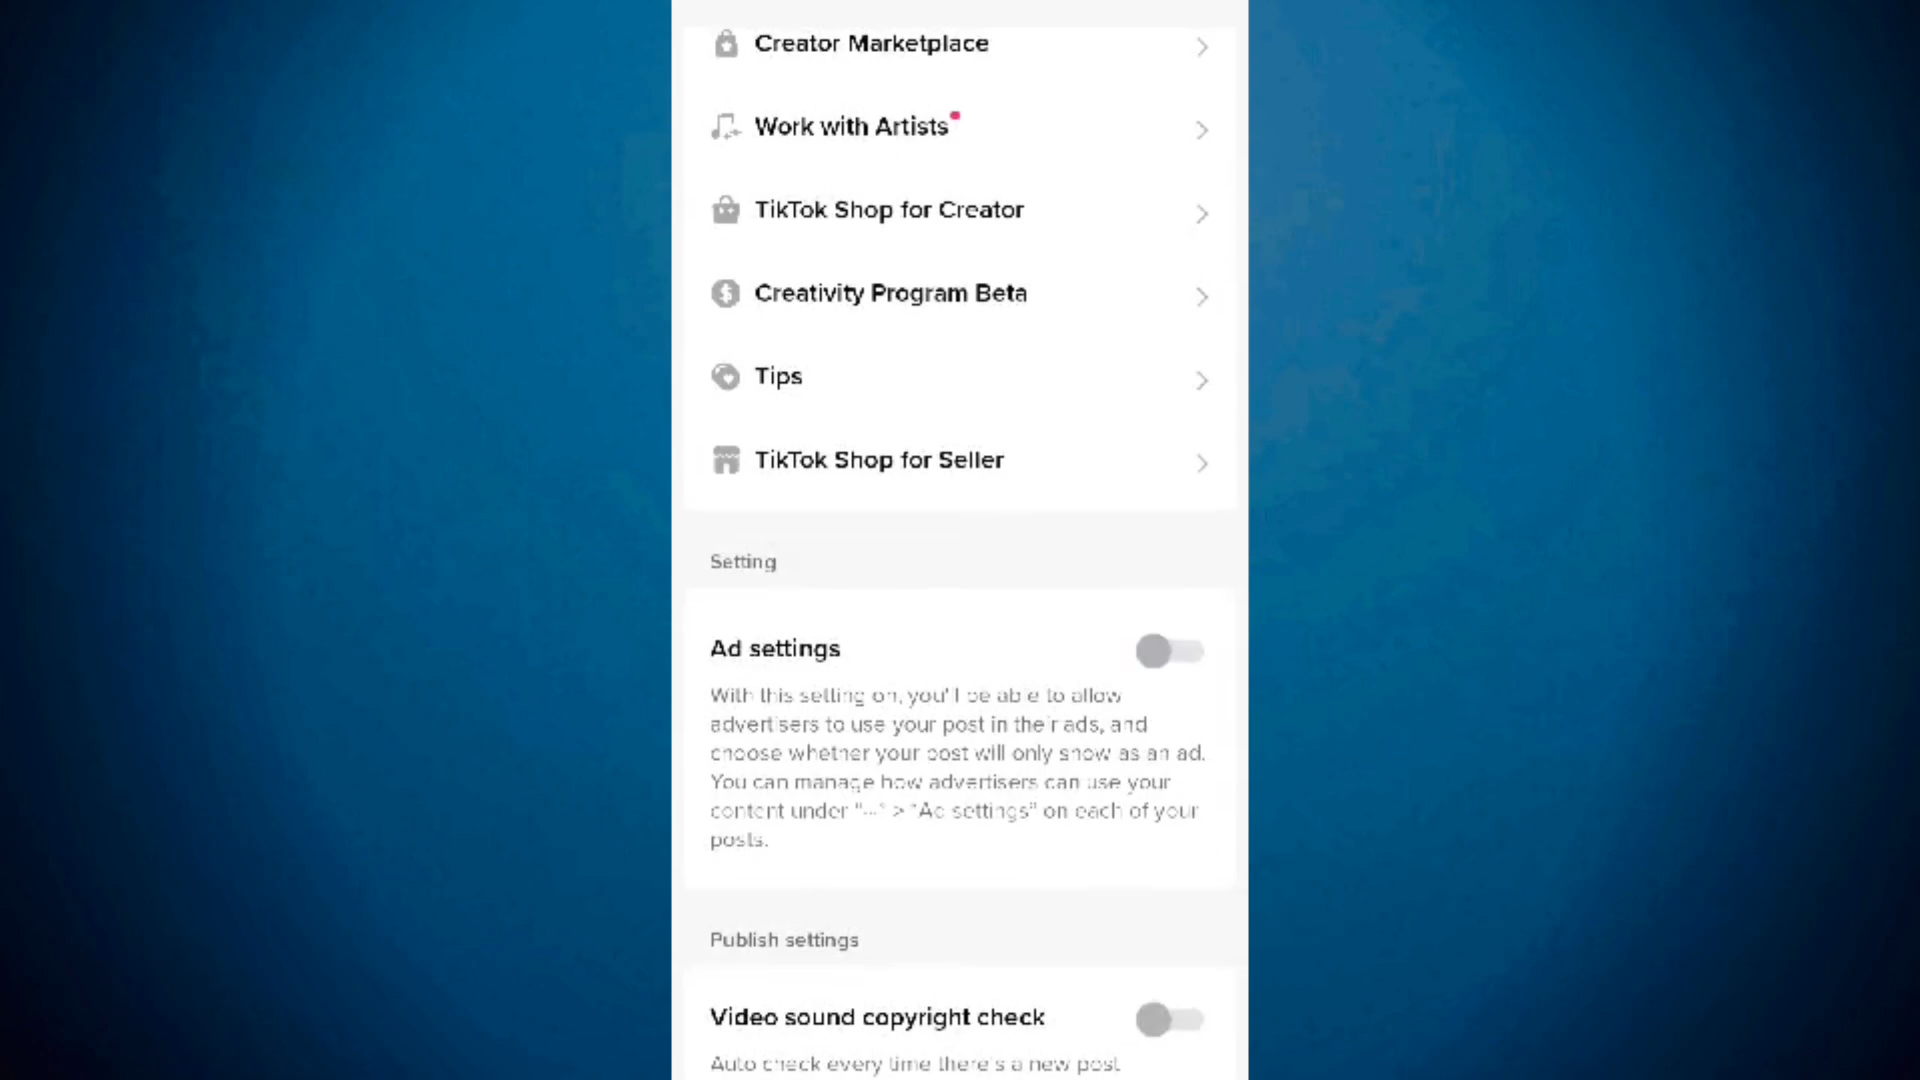 Creator Marketplace
Work with Artists
TikTok Shop for Creator
Creativity Program Beta
Tips
TikTok Shop for Seller
Setting
Ad settings
With this setting on, you'll be able to allow
advertisers to use your post in their ads, and
choose whether your post will only show as an ad.
You can manage how advertisers can use your
content under "···" > "Ad settings" on each of your
posts.
Publish settings
Video sound copyright check
Auto check every time there's a new post